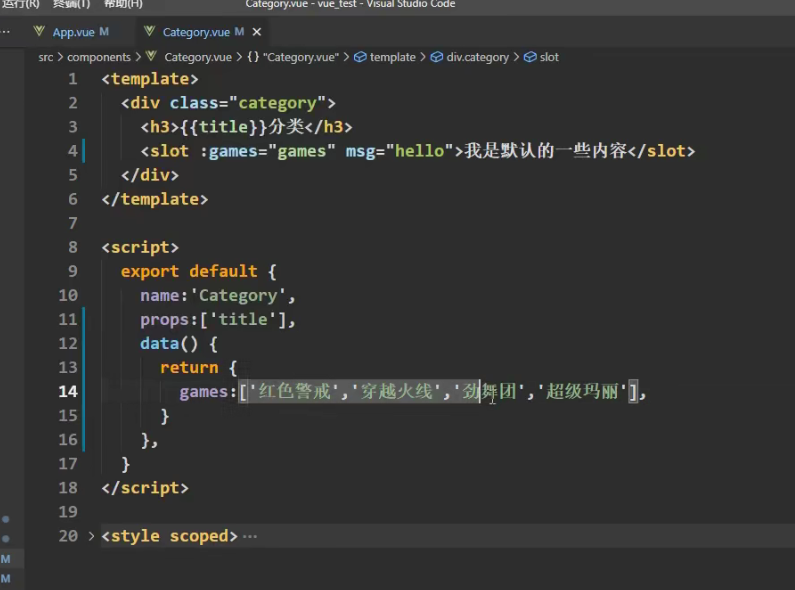 运行(R) 终端(T) 帮助(H) Category.vue - vue_test - Visual Studio Code
··· App.vue M Category.vue M ×
src > components > Category.vue > {} "Category.vue" > template > div.category > slot
1 <template>
2 <div class="category">
3 <h3>{{title}}分类</h3>
4 <slot :games="games" msg="hello">我是默认的一些内容</slot>
5 </div>
6 </template>
7
8 <script>
9 export default {
10 name:'Category',
11 props:['title'],
12 data() {
13 return {
14 games:['红色警戒','穿越火线','劲舞团','超级玛丽'],
15 }
16 },
17 }
18 </script>
19
20 > <style scoped>···
M
M